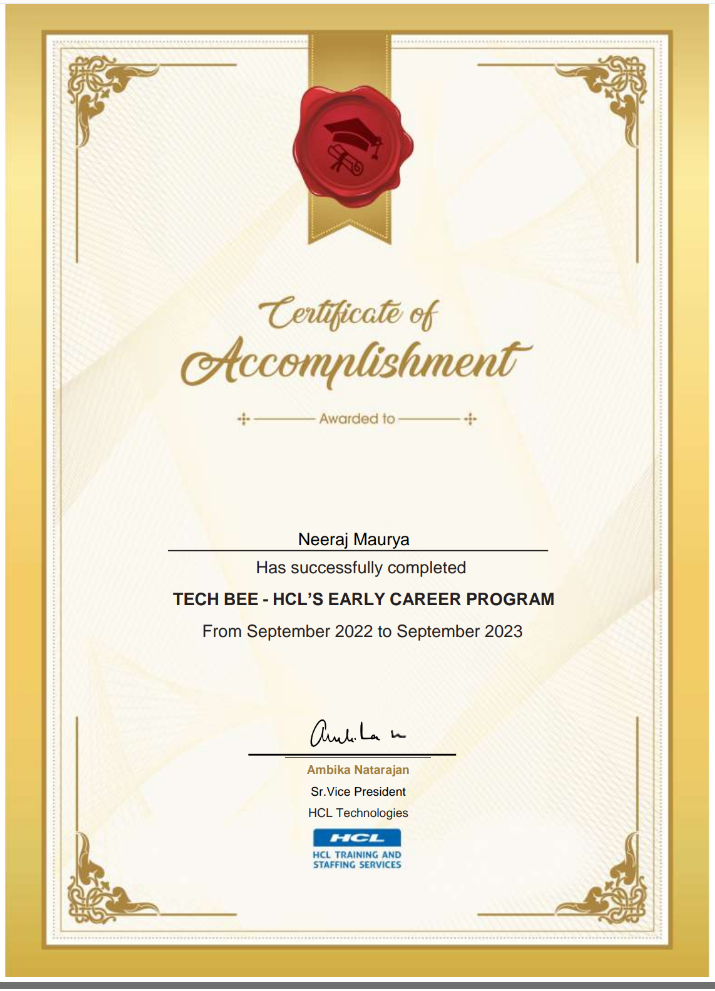 Certificate of
Accomplishment
Awarded to
Neeraj Maurya
Has successfully completed
TECH BEE - HCL'S EARLY CAREER PROGRAM
From September 2022 to September 2023
Ambika Natarajan
Sr.Vice President
HCL Technologies
HCL
HCL TRAINING AND
STAFFING SERVICES